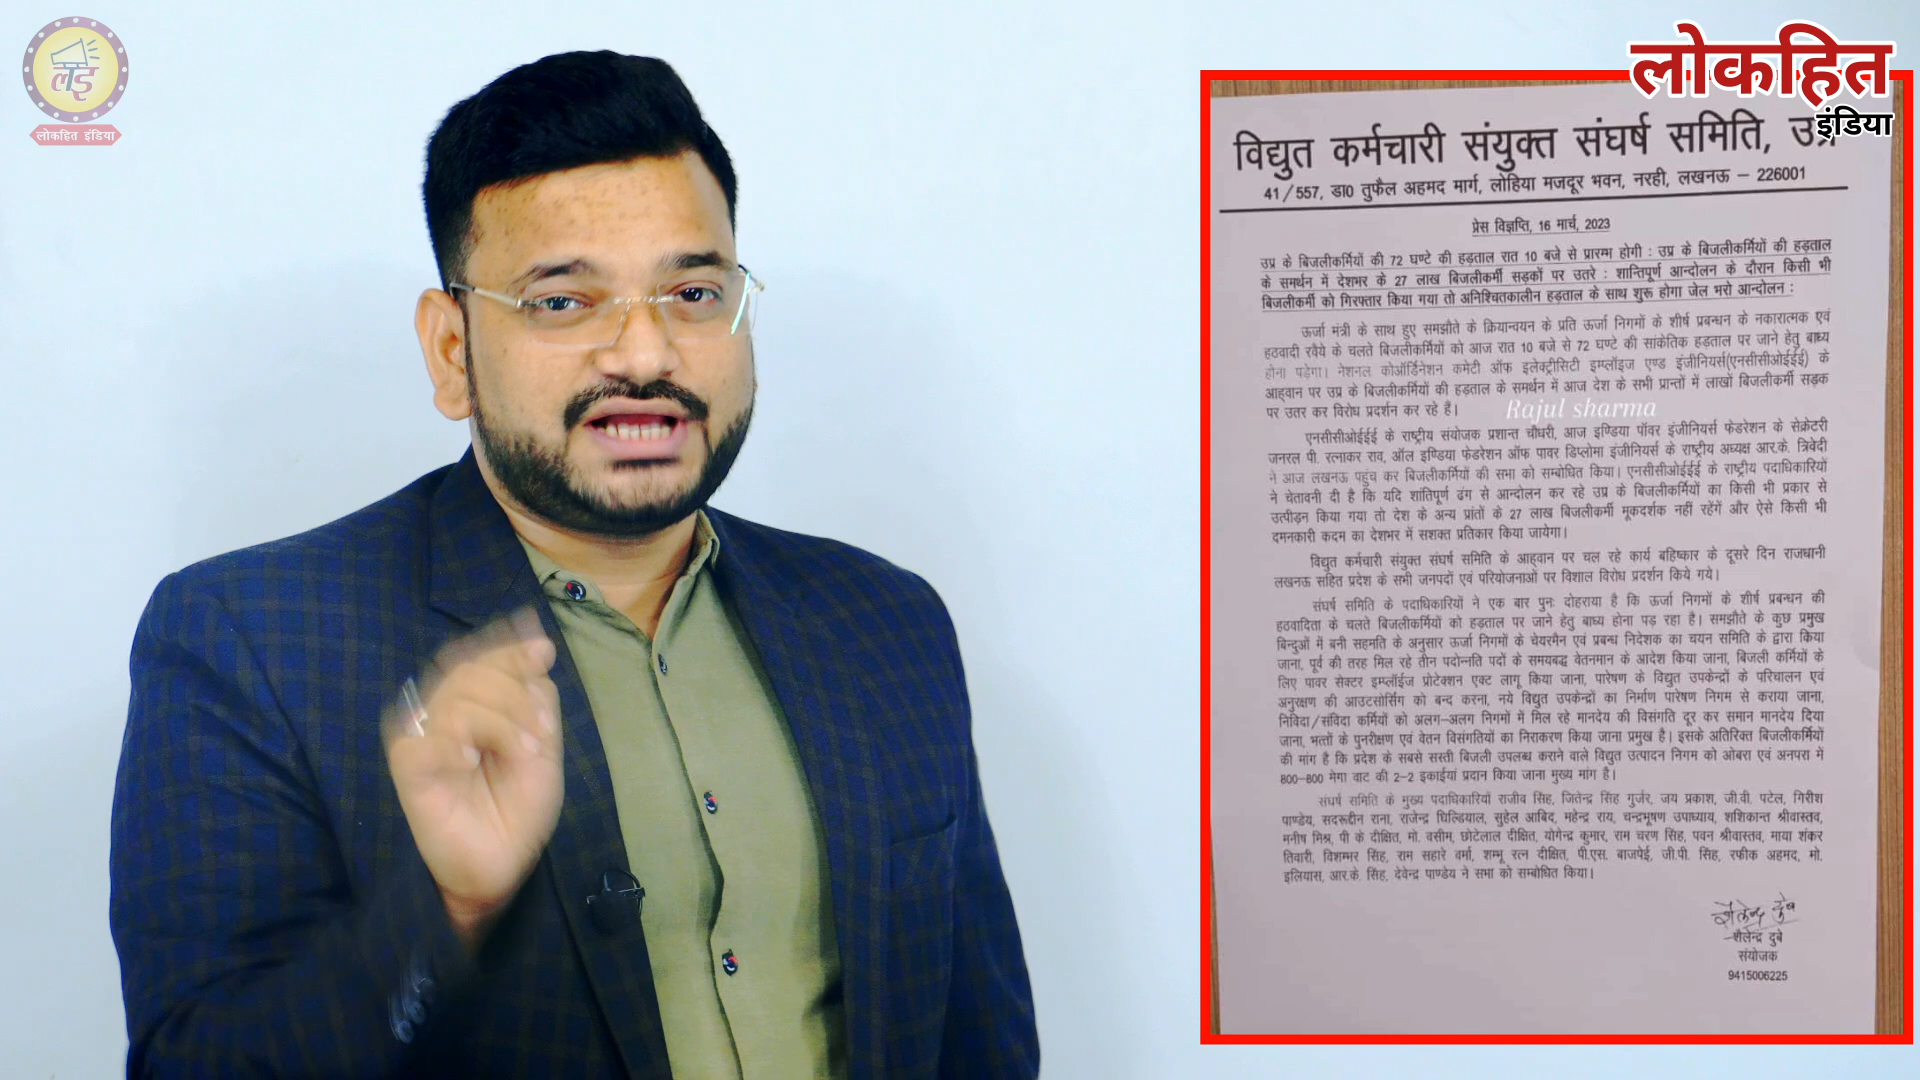 लइ
लोकहित इंडिया
लोकहित
इंडिया
विद्युत कर्मचारी संयुक्त संघर्ष समिति, उप्र
41/557, डा0 तुफैल अहमद मार्ग, लोहिया मजदूर भवन, नरही, लखनऊ – 226001
प्रेस विज्ञप्ति, 16 मार्च, 2023
उप्र के बिजलीकर्मियों की 72 घण्टे की हड़ताल रात 10 बजे से प्रारम्भ होगी : उप्र के बिजलीकर्मियों की हड़ताल
के समर्थन में देशभर के 27 लाख बिजलीकर्मी सड़कों पर उतरे : शान्तिपूर्ण आन्दोलन के दौरान किसी भी
बिजलीकर्मी को गिरफ्तार किया गया तो अनिश्चितकालीन हड़ताल के साथ शुरू होगा जेल भरो आन्दोलन :
ऊर्जा मंत्री के साथ हुए समझौते के क्रियान्वयन के प्रति ऊर्जा निगमों के शीर्ष प्रबन्धन के नकारात्मक एवं
हठवादी रवैये के चलते बिजलीकर्मियों को आज रात 10 बजे से 72 घण्टे की सांकेतिक हड़ताल पर जाने हेतु बाध्य
होना पड़ेगा। नेशनल कोऑर्डिनेशन कमेटी ऑफ इलेक्ट्रीसिटी इम्प्लॉइज एण्ड इंजीनियर्स(एनसीसीओईईई) के
आह्वान पर उप्र के बिजलीकर्मियों की हड़ताल के समर्थन में आज देश के सभी प्रान्तों में लाखों बिजलीकर्मी सड़क
पर उतर कर विरोध प्रदर्शन कर रहे हैं।
Rajul sharma
एनसीसीओईईई के राष्ट्रीय संयोजक प्रशान्त चौधरी, आज इण्डिया पॉवर इंजीनियर्स फेडरेशन के सेक्रेटरी
जनरल पी. रत्नाकर राव, ऑल इण्डिया फेडरेशन ऑफ पावर डिप्लोमा इंजीनियर्स के राष्ट्रीय अध्यक्ष आर.के. त्रिवेदी
ने आज लखनऊ पहुंच कर बिजलीकर्मियों की सभा को सम्बोधित किया। एनसीसीओईईई के राष्ट्रीय पदाधिकारियों
ने चेतावनी दी है कि यदि शांतिपूर्ण ढंग से आन्दोलन कर रहे उप्र के बिजलीकर्मियों का किसी भी प्रकार से
उत्पीड़न किया गया तो देश के अन्य प्रांतों के 27 लाख बिजलीकर्मी मूकदर्शक नहीं रहेंगें और ऐसे किसी भी
दमनकारी कदम का देशभर में सशक्त प्रतिकार किया जायेगा।
विद्युत कर्मचारी संयुक्त संघर्ष समिति के आह्वान पर चल रहे कार्य बहिष्कार के दूसरे दिन राजधानी
लखनऊ सहित प्रदेश के सभी जनपदों एवं परियोजनाओं पर विशाल विरोध प्रदर्शन किये गये।
संघर्ष समिति के पदाधिकारियों ने एक बार पुनः दोहराया है कि ऊर्जा निगमों के शीर्ष प्रबन्धन की
हठवादिता के चलते बिजलीकर्मियों को हड़ताल पर जाने हेतु बाध्य होना पड़ रहा है। समझौते के कुछ प्रमुख
बिन्दुओं में बनी सहमति के अनुसार ऊर्जा निगमों के चेयरमैन एवं प्रबन्ध निदेशक का चयन समिति के द्वारा किया
जाना, पूर्व की तरह मिल रहे तीन पदोन्नति पदों के समयबद्ध वेतनमान के आदेश किया जाना, बिजली कर्मियों के
लिए पावर सेक्टर इम्प्लॉईज प्रोटेक्शन एक्ट लागू किया जाना, पारेषण के विद्युत उपकेन्द्रों के परिचालन एवं
अनुरक्षण की आउटसोर्सिंग को बन्द करना, नये विद्युत उपकेन्द्रों का निर्माण पारेषण निगम से कराया जाना,
निविदा/संविदा कर्मियों को अलग–अलग निगमों में मिल रहे मानदेय की विसंगति दूर कर समान मानदेय दिया
जाना, भत्तों के पुनरीक्षण एवं वेतन विसंगतियों का निराकरण किया जाना प्रमुख है। इसके अतिरिक्त बिजलीकर्मियों
की मांग है कि प्रदेश के सबसे सस्ती बिजली उपलब्ध कराने वाले विद्युत उत्पादन निगम को ओबरा एवं अनपरा में
800–800 मेगा वाट की 2–2 इकाईयां प्रदान किया जाना मुख्य मांग है।
संघर्ष समिति के मुख्य पदाधिकारियों राजीव सिंह, जितेन्द्र सिंह गुर्जर, जय प्रकाश, जी.वी. पटेल, गिरीश
पाण्डेय, सदरूद्दीन राना, राजेन्द्र घिल्डियाल, सुहेल आबिद, महेन्द्र राय, चन्द्रभूषण उपाध्याय, शशिकान्त श्रीवास्तव,
मनीष मिश्र, पी के दीक्षित, मो. वसीम, छोटेलाल दीक्षित, योगेन्द्र कुमार, राम चरण सिंह, पवन श्रीवास्तव, माया शंकर
तिवारी, विशम्भर सिंह, राम सहारे वर्मा, शम्भू रत्न दीक्षित, पी.एस. बाजपेई, जी.पी. सिंह, रफीक अहमद, मो.
इलियास, आर.के. सिंह, देवेन्द्र पाण्डेय ने सभा को सम्बोधित किया।
शैलेन्द्र दुबे
–शैलेन्द्र दुबे
संयोजक
9415006225